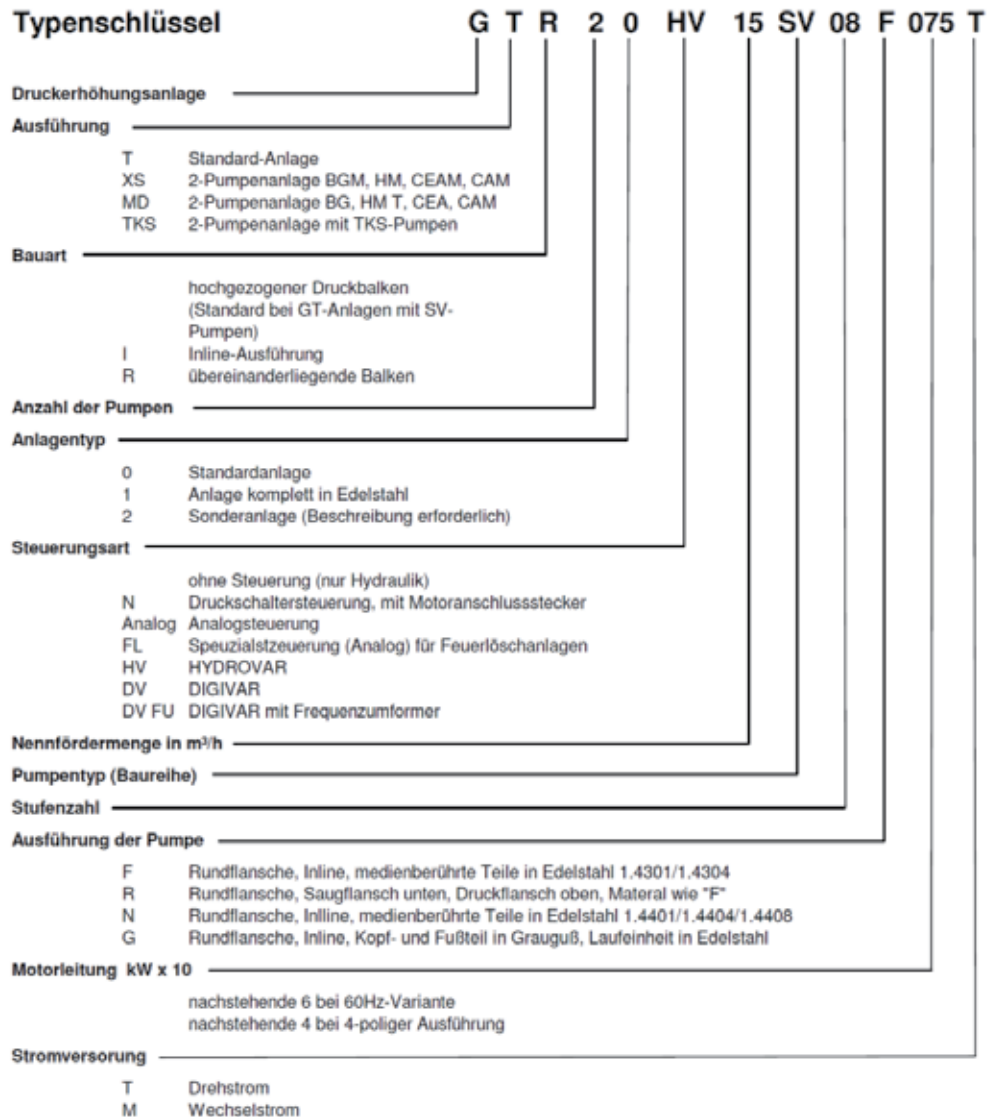 Typenschlüssel G T R 2 0 HV 15 SV 08 F 075 T
Druckerhöhungsanlage
Ausführung
T Standard-Anlage
XS 2-Pumpenanlage BGM, HM, CEAM, CAM
MD 2-Pumpenanlage BG, HM T, CEA, CAM
TKS 2-Pumpenanlage mit TKS-Pumpen
Bauart
hochgezogener Druckbalken
(Standard bei GT-Anlagen mit SV-
Pumpen)
I Inline-Ausführung
R übereinanderliegende Balken
Anzahl der Pumpen
Anlagentyp
0 Standardanlage
1 Anlage komplett in Edelstahl
2 Sonderanlage (Beschreibung erforderlich)
Steuerungsart
ohne Steuerung (nur Hydraulik)
N Druckschaltersteuerung, mit Motoranschlussstecker
Analog Analogsteuerung
FL Speuzialstzeuerung (Analog) für Feuerlöschanlagen
HV HYDROVAR
DV DIGIVAR
DV FU DIGIVAR mit Frequenzumformer
Nennfördermenge in m³/h
Pumpentyp (Baureihe)
Stufenzahl
Ausführung der Pumpe
F Rundflansche, Inline, medienberührte Teile in Edelstahl 1.4301/1.4304
R Rundflansche, Saugflansch unten, Druckflansch oben, Materal wie "F"
N Rundflansche, Inlline, medienberührte Teile in Edelstahl 1.4401/1.4404/1.4408
G Rundflansche, Inline, Kopf- und Fußteil in Grauguß, Laufeinheit in Edelstahl
Motorleitung kW x 10
nachstehende 6 bei 60Hz-Variante
nachstehende 4 bei 4-poliger Ausführung
Stromversorung
T Drehstrom
M Wechselstrom